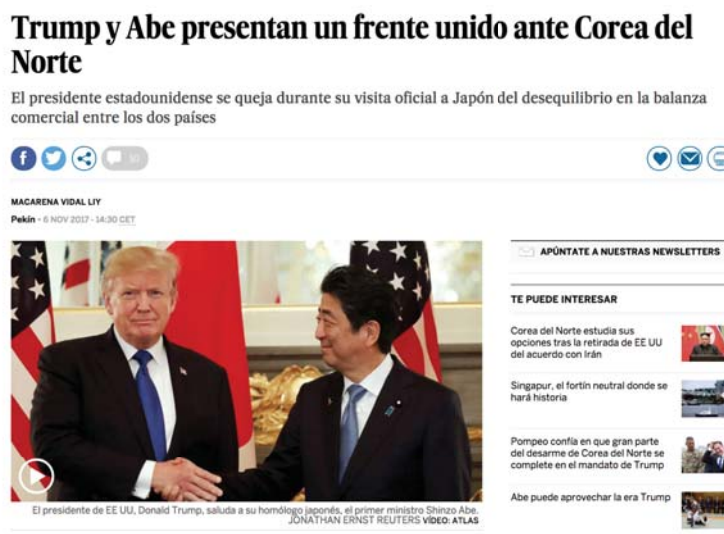 Trump y Abe presentan un frente unido ante Corea del
Norte
El presidente estadounidense se queja durante su visita oficial a Japón del desequilibrio en la balanza
comercial entre los dos países
f
10
MACARENA VIDAL LIY
Pekín - 6 NOV 2017 - 14:30 CET
El presidente de EE UU, Donald Trump, saluda a su homólogo japonés, el primer ministro Shinzo Abe.
JONATHAN ERNST REUTERS VÍDEO: ATLAS
APÚNTATE A NUESTRAS NEWSLETTERS
TE PUEDE INTERESAR
Corea del Norte estudia sus
opciones tras la retirada de EE UU
del acuerdo con Irán
Singapur, el fortín neutral donde se
hará historia
Pompeo confía en que gran parte
del desarme de Corea del Norte se
complete en el mandato de Trump
Abe puede aprovechar la era Trump